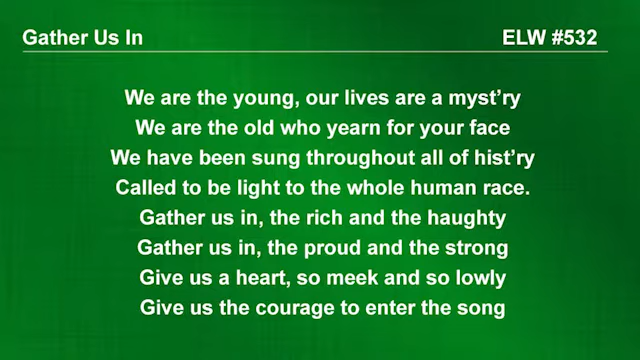 Gather Us In ELW #532
We are the young, our lives are a myst’ry
We are the old who yearn for your face
We have been sung throughout all of hist’ry
Called to be light to the whole human race.
Gather us in, the rich and the haughty
Gather us in, the proud and the strong
Give us a heart, so meek and so lowly
Give us the courage to enter the song